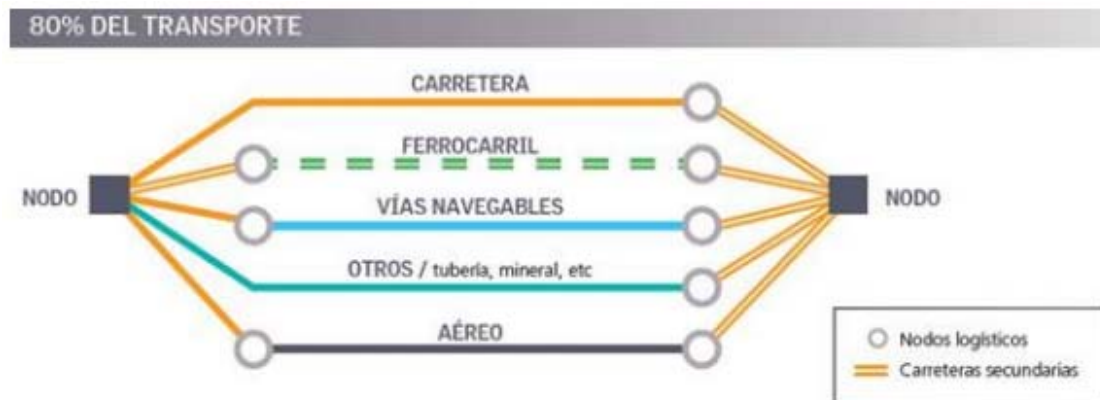 80% DEL TRANSPORTE
CARRETERA
FERROCARRIL
NODO
VÍAS NAVEGABLES
NODO
OTROS / tubería, mineral, etc
AÉREO
Nodos logísticos
Carreteras secundarias